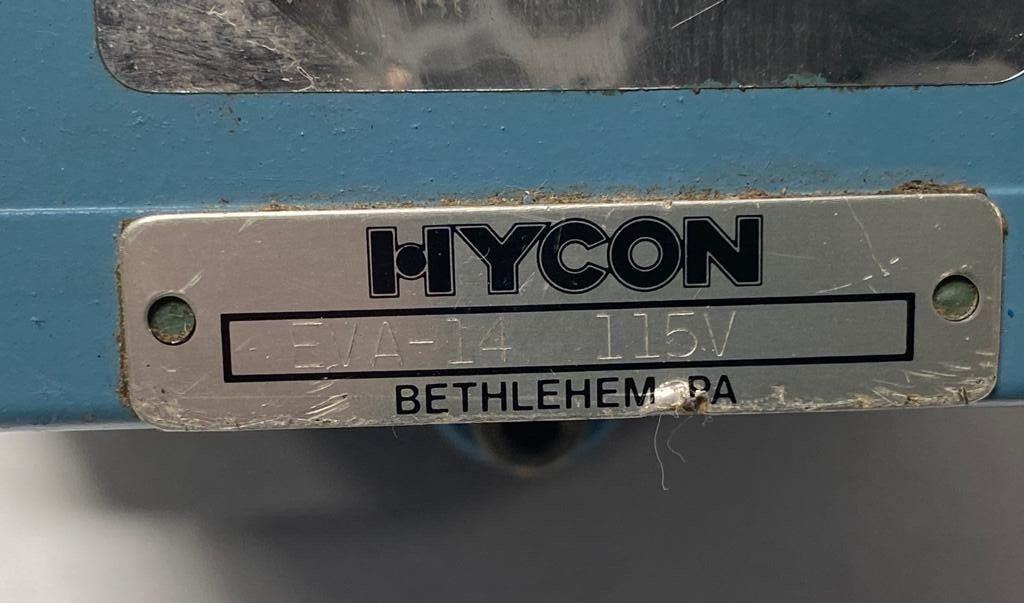 HYCON
EVA-14 115V
BETHLEHEM PA